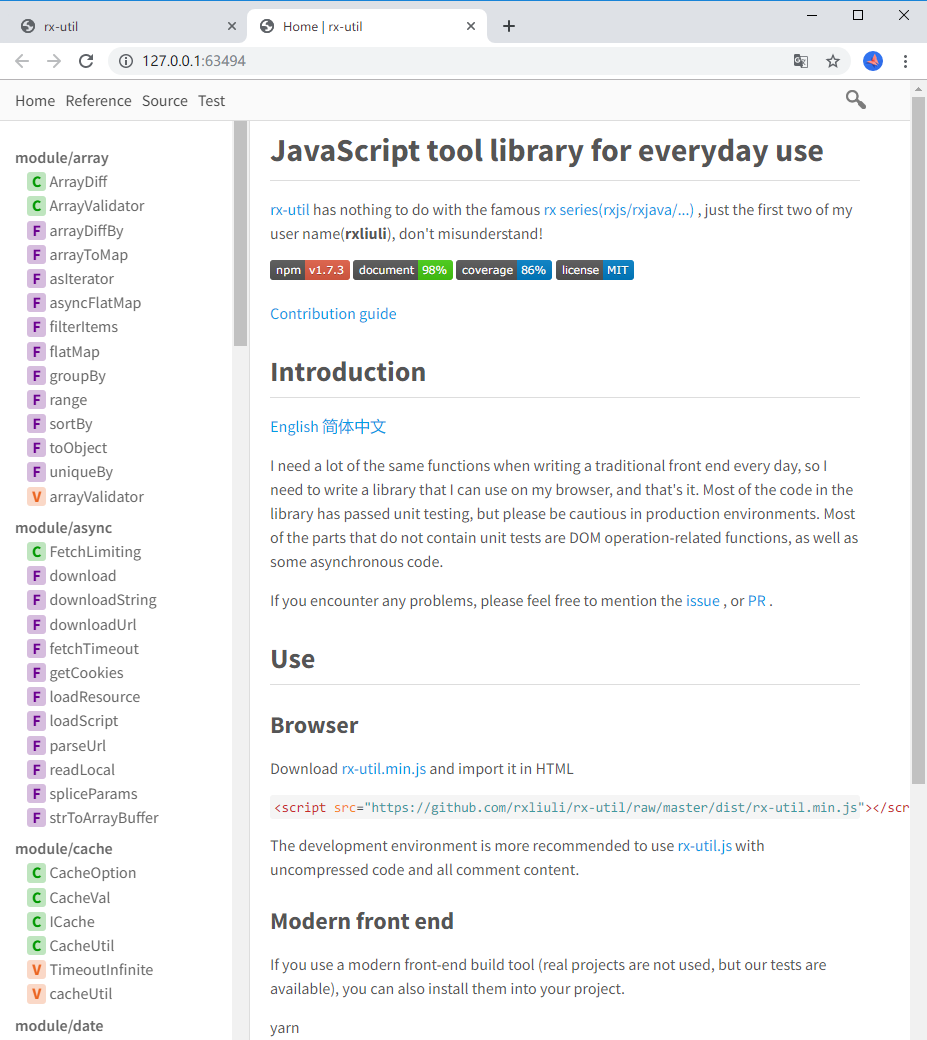 rx-util
Home | rx-util
127.0.0.1:63494
Home Reference Source Test
module/array
C ArrayDiff
C ArrayValidator
F arrayDiffBy
F arrayToMap
F asIterator
F asyncFlatMap
F filterItems
F flatMap
F groupBy
F range
F sortBy
F toObject
F uniqueBy
V arrayValidator
module/async
C FetchLimiting
F download
F downloadString
F downloadUrl
F fetchTimeout
F getCookies
F loadResource
F loadScript
F parseUrl
F readLocal
F spliceParams
F strToArrayBuffer
module/cache
C CacheOption
C CacheVal
C ICache
C CacheUtil
V TimeoutInfinite
V cacheUtil
module/date
JavaScript tool library for everyday use
rx-util has nothing to do with the famous rx series(rxjs/rxjava/...) , just the first two of my
user name(rxliuli), don't misunderstand!
npm v1.7.3 document 98% coverage 86% license MIT
Contribution guide
Introduction
English 简体中文
I need a lot of the same functions when writing a traditional front end every day, so I
need to write a library that I can use on my browser, and that's it. Most of the code in the
library has passed unit testing, but please be cautious in production environments. Most
of the parts that do not contain unit tests are DOM operation-related functions, as well as
some asynchronous code.
If you encounter any problems, please feel free to mention the issue , or PR .
Use
Browser
Download rx-util.min.js and import it in HTML
<script src="https://github.com/rxliuli/rx-util/raw/master/dist/rx-util.min.js"></scr
The development environment is more recommended to use rx-util.js with
uncompressed code and all comment content.
Modern front end
If you use a modern front-end build tool (real projects are not used, but our tests are
available), you can also install them into your project.
yarn